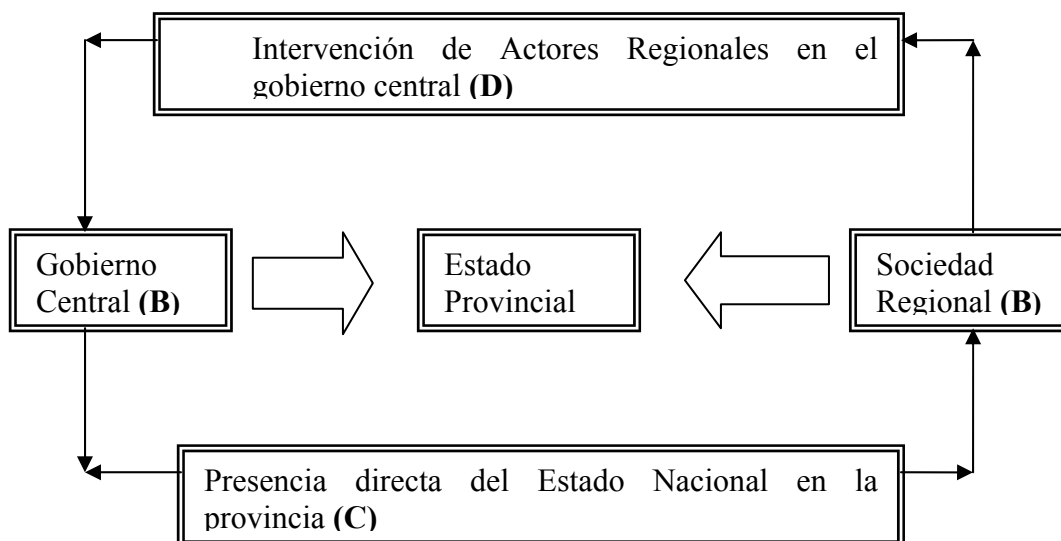 Intervención de Actores Regionales en el
gobierno central (D)
Gobierno
Central (B)
Estado
Provincial
Sociedad
Regional (B)
Presencia directa del Estado Nacional en la
provincia (C)